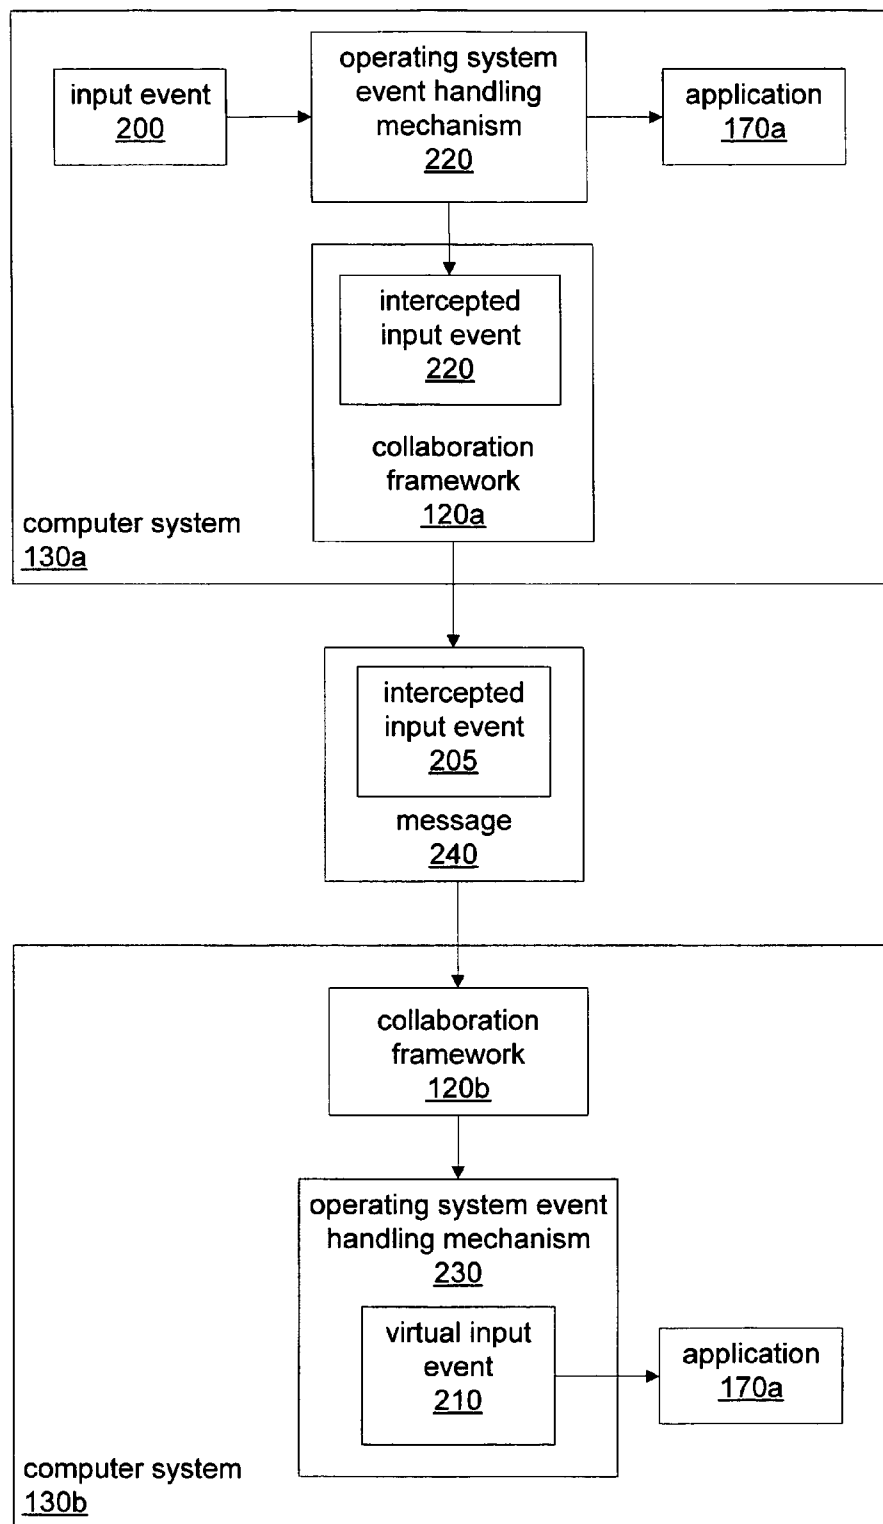 input event
200
operating system
event handling
mechanism
220
application
170a
intercepted
input event
220
collaboration
framework
120a
computer system
130a
intercepted
input event
205
message
240
collaboration
framework
120b
operating system event
handling mechanism
230
virtual input
event
210
application
170a
computer system
130b